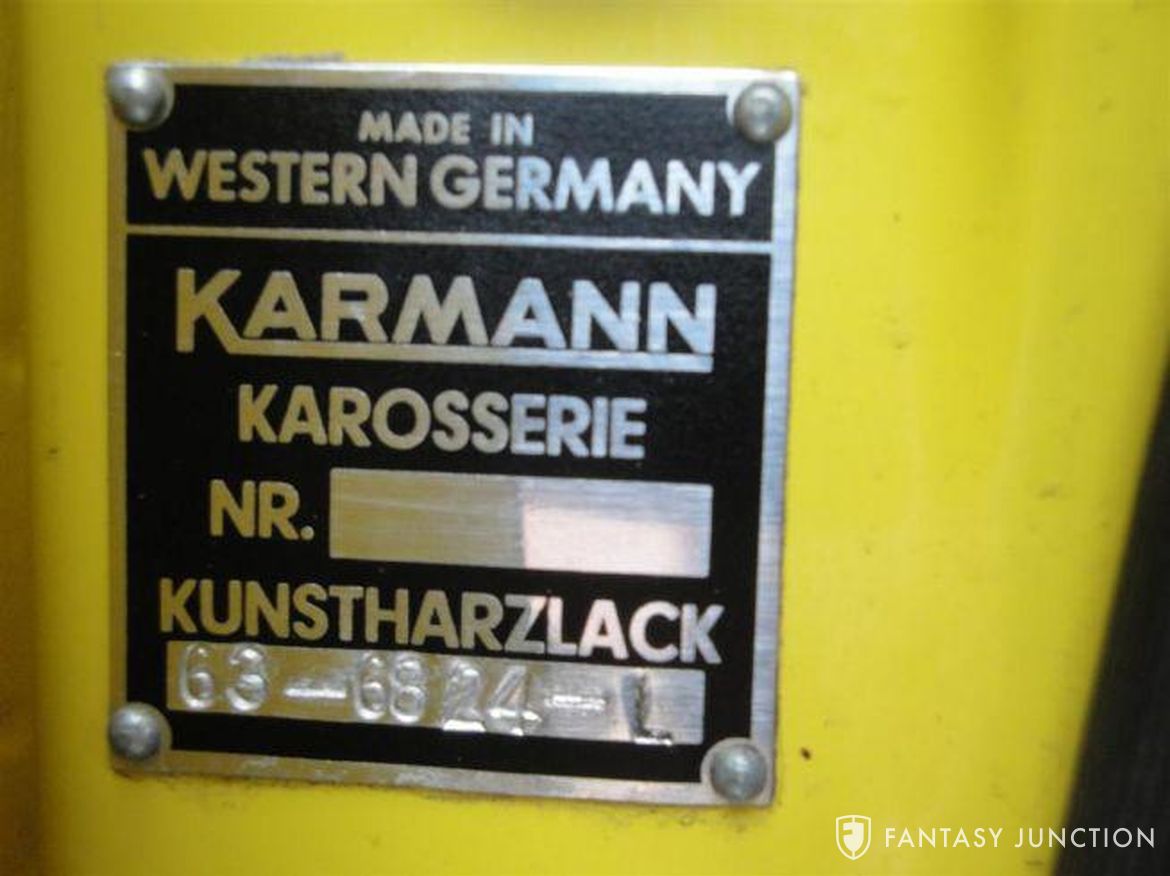 MADE IN
WESTERN GERMANY
KARMANN
KAROSSERIE
NR.
KUNSTHARZLACK
63-6824-L
FANTASY JUNCTION